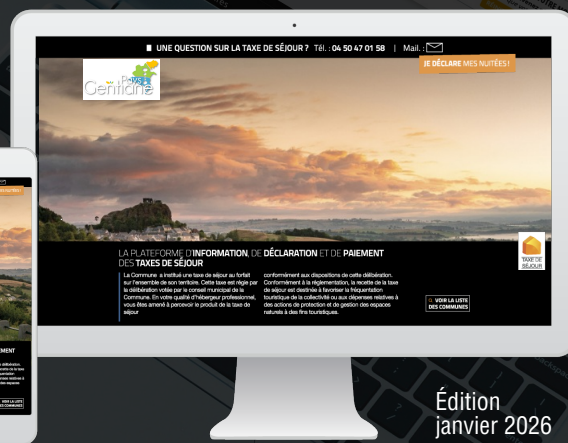 UNE QUESTION SUR LA TAXE DE SÉJOUR ? Tél. : 04 50 47 01 58 | Mail. :
JE DÉCLARE MES NUITÉES !
Pays
Gentiane
LA PLATEFORME D'INFORMATION, DE DÉCLARATION ET DE PAIEMENT
DES TAXES DE SÉJOUR
La Commune a institué une taxe de séjour au forfait
sur l'ensemble de son territoire. Cette taxe est régie par
la délibération votée par le conseil municipal de la
Commune. En votre qualité d'hébergeur professionnel,
vous êtes amené à percevoir le produit de la taxe de
séjour
conformément aux dispositions de cette délibération.
Conformément à la réglementation, la recette de la taxe
de séjour est destinée à favoriser la fréquentation
touristique de la collectivité ou aux dépenses relatives à
des actions de protection et de gestion des espaces
naturels à des fins touristiques.
VOIR LA LISTE
DES COMMUNES
TAXE DE
SÉJOUR
Édition
janvier 2026